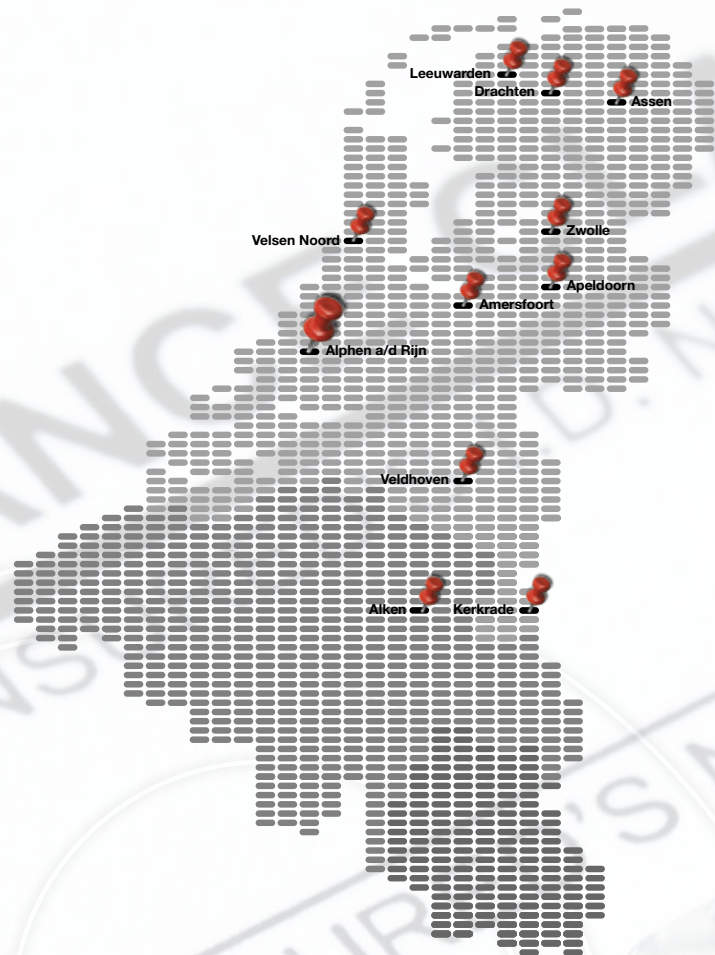 Leeuwarden
Drachten
Assen
Velsen Noord
Zwolle
Apeldoorn
Amersfoort
Alphen a/d Rijn
Veldhoven
Alken
Kerkrade